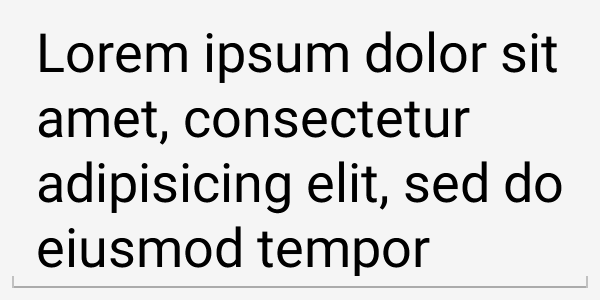 Lorem ipsum dolor sit
amet, consectetur
adipisicing elit, sed do
eiusmod tempor